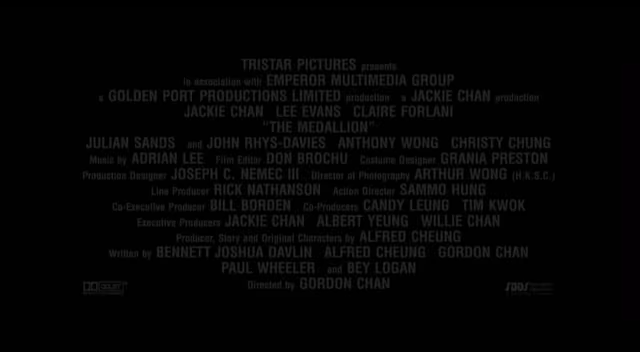 TRISTAR PICTURES presents
in association with EMPEROR MULTIMEDIA GROUP
a GOLDEN PORT PRODUCTIONS LIMITED production a JACKIE CHAN production
JACKIE CHAN LEE EVANS CLAIRE FORLANI
"THE MEDALLION"
JULIAN SANDS and JOHN RHYS-DAVIES ANTHONY WONG CHRISTY CHUNG
Music by ADRIAN LEE Film Editor DON BROCHU Costume Designer GRANIA PRESTON
Production Designer JOSEPH C. NEMEC III Director of Photography ARTHUR WONG (H.K.S.C.)
Line Producer RICK NATHANSON Action Director SAMMO HUNG
Co-Executive Producer BILL BORDEN Co-Producers CANDY LEUNG TIM KWOK
Executive Producers JACKIE CHAN ALBERT YEUNG WILLIE CHAN
Producer, Story and Original Characters by ALFRED CHEUNG
Written by BENNETT JOSHUA DAVLIN ALFRED CHEUNG GORDON CHAN
PAUL WHEELER and BEY LOGAN
Directed by GORDON CHAN
DOLBY
SDDS